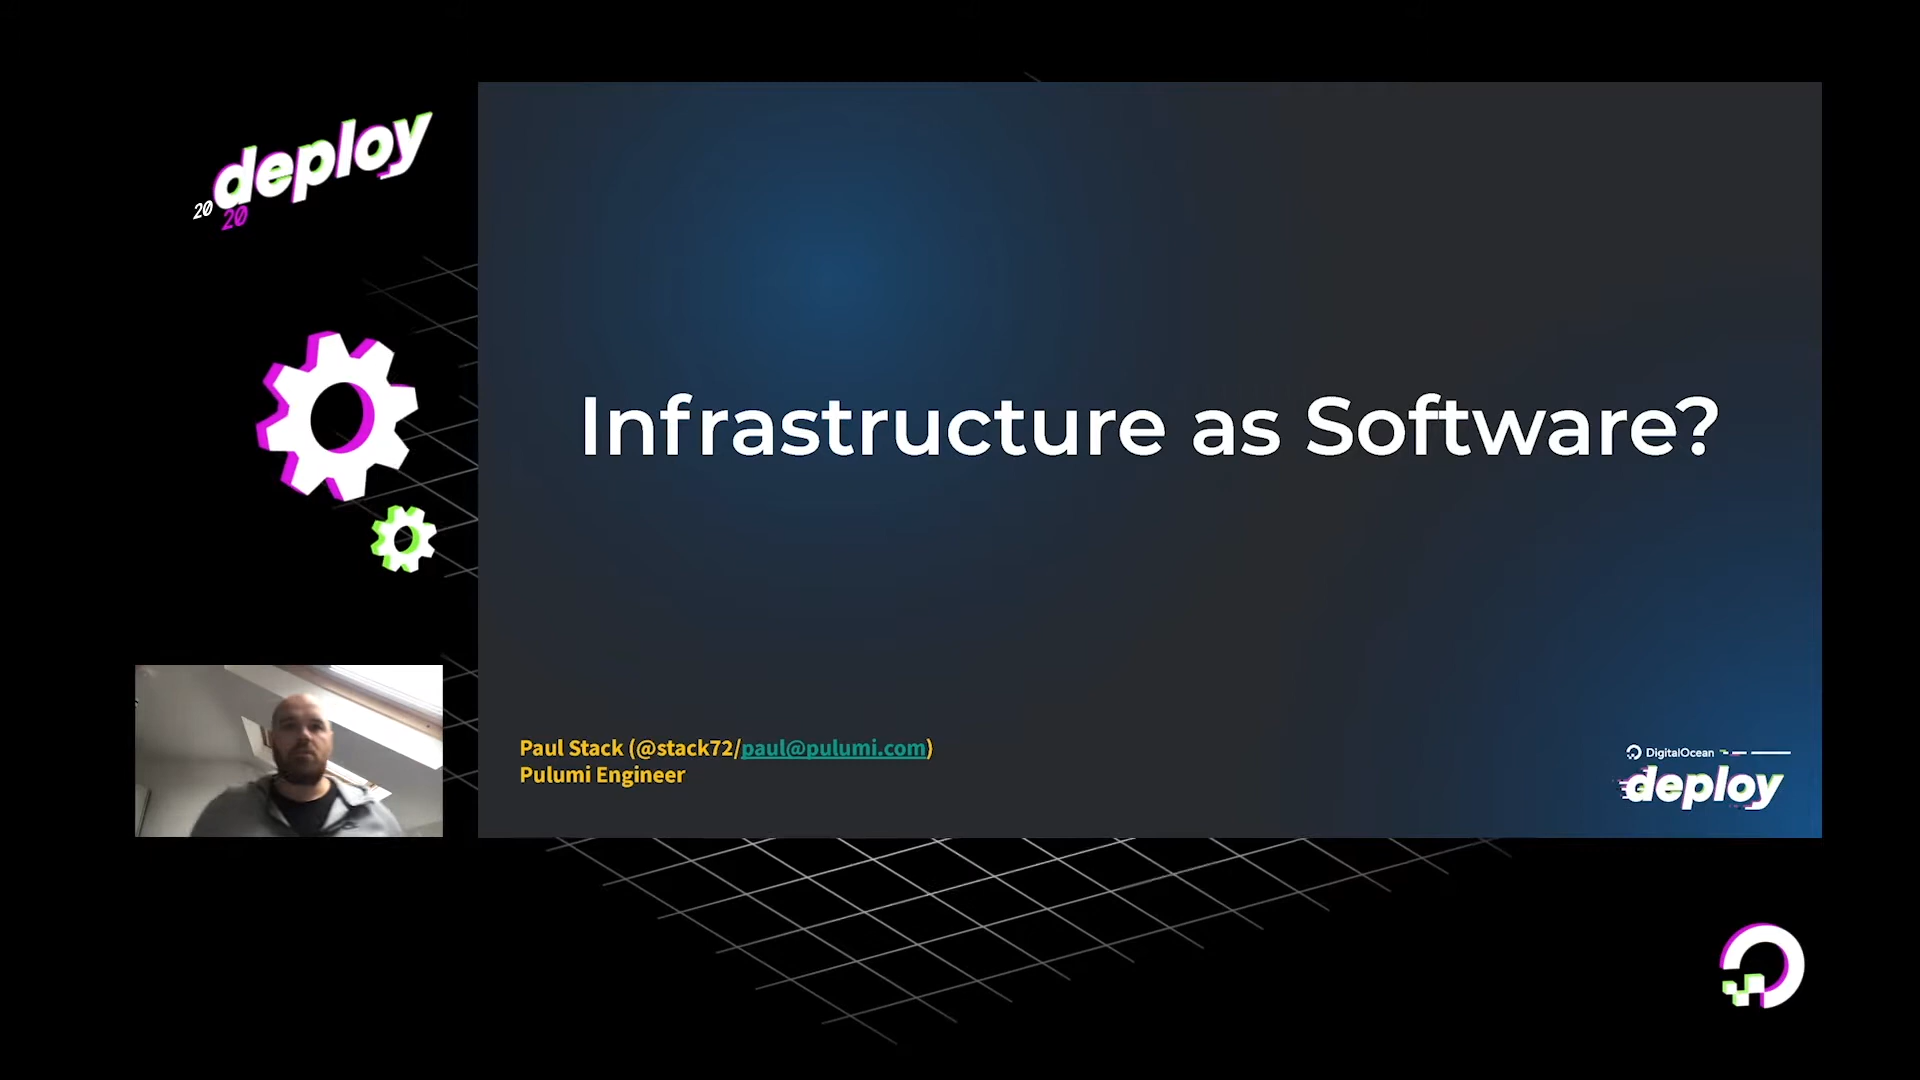 deploy
20
20
Infrastructure as Software?
Paul Stack (@stack72/paul@pulumi.com)
Pulumi Engineer
DigitalOcean
deploy